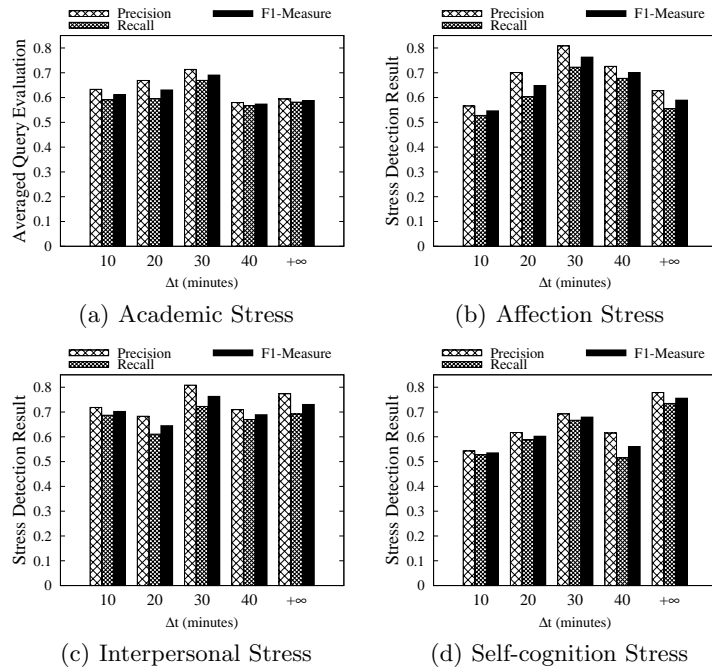 Precision
Recall
F1-Measure
Averaged Query Evaluation
0.8
0.7
0.6
0.5
0.4
0.3
0.2
0.1
0
10 20 30 40 +∞
Δt (minutes)
(a) Academic Stress
Precision
Recall
F1-Measure
Stress Detection Result
0.8
0.7
0.6
0.5
0.4
0.3
0.2
0.1
0
10 20 30 40 +∞
Δt (minutes)
(b) Affection Stress
Precision
Recall
F1-Measure
Stress Detection Result
0.8
0.7
0.6
0.5
0.4
0.3
0.2
0.1
0
10 20 30 40 +∞
Δt (minutes)
(c) Interpersonal Stress
Precision
Recall
F1-Measure
Stress Detection Result
0.8
0.7
0.6
0.5
0.4
0.3
0.2
0.1
0
10 20 30 40 +∞
Δt (minutes)
(d) Self-cognition Stress